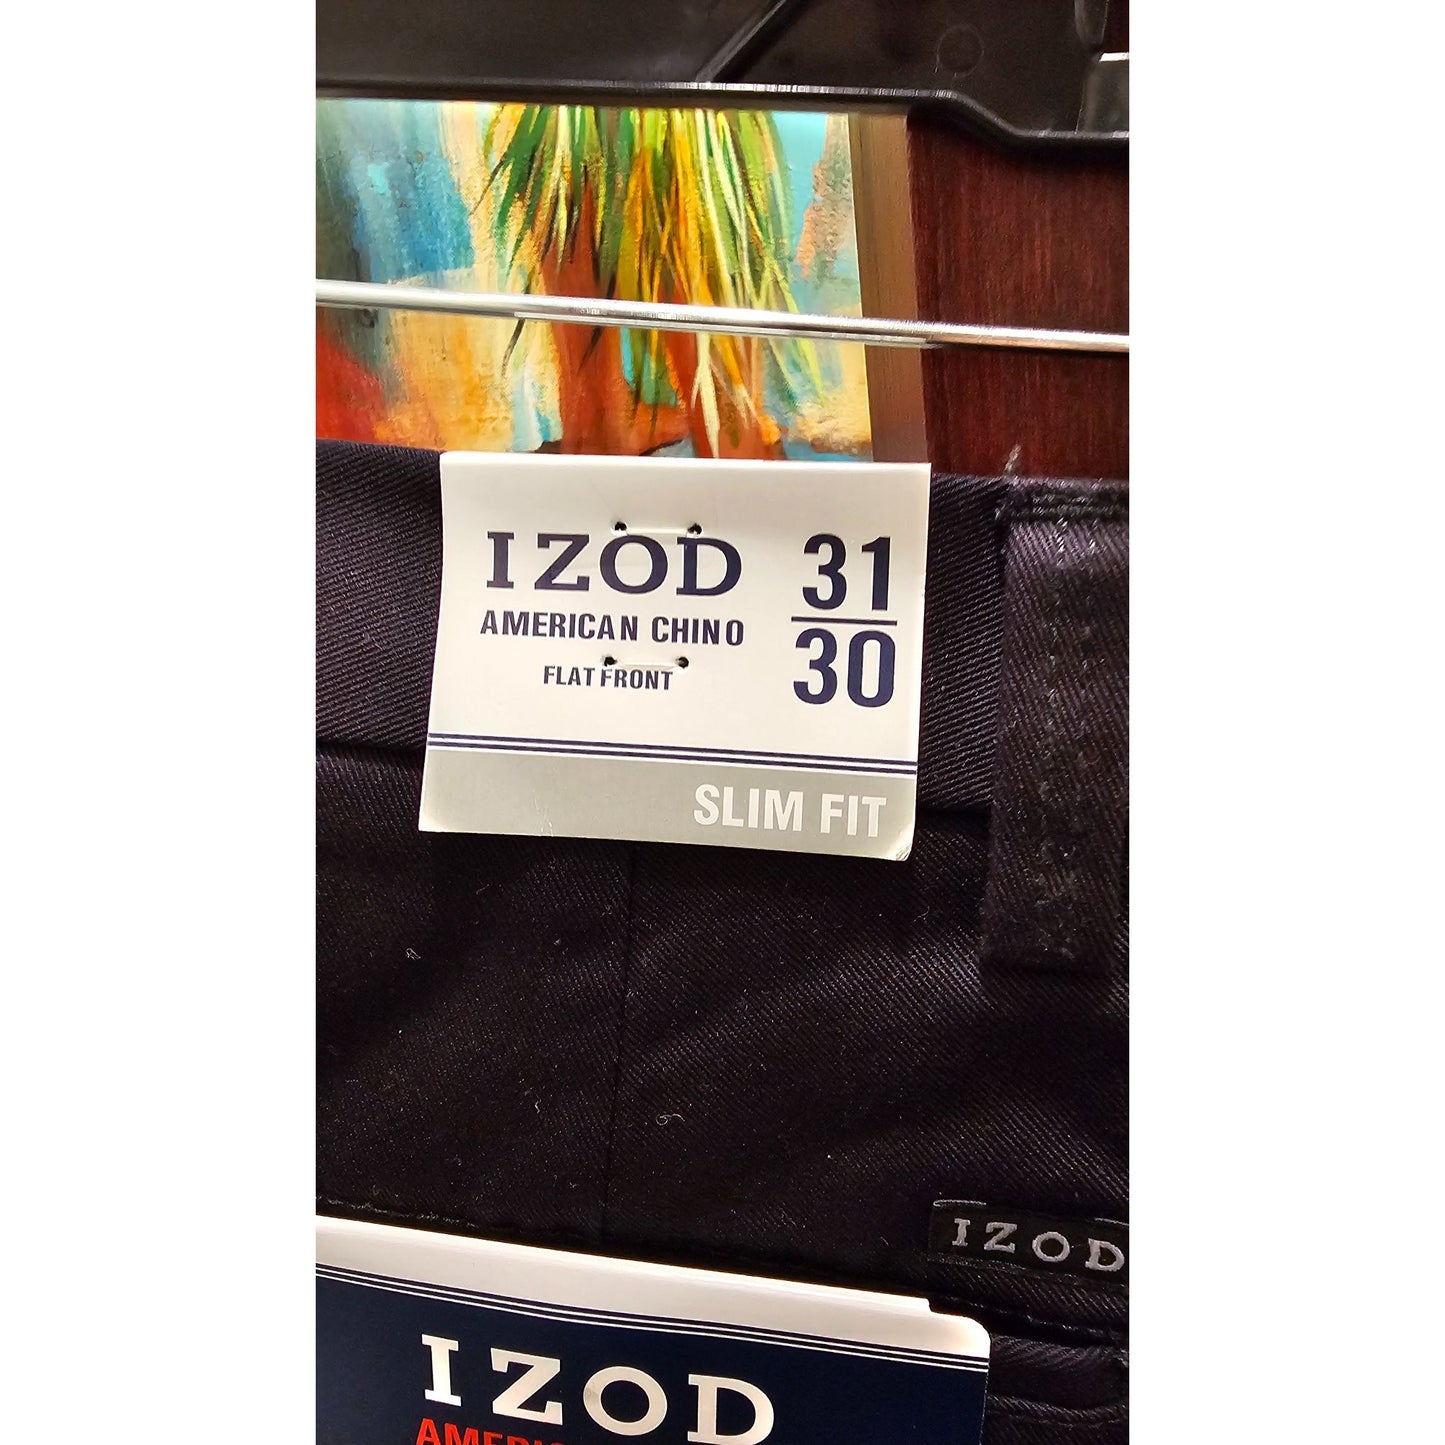 IZOD
AMERICAN CHINO
FLAT FRONT
31
30
SLIM FIT
IZOD
IZOD